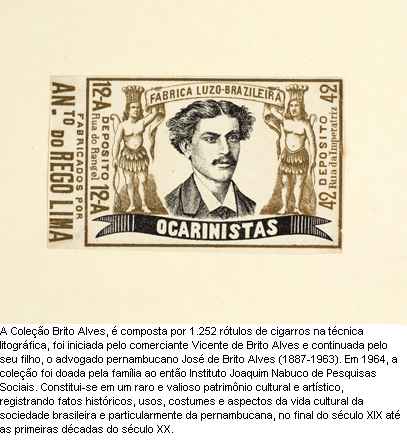 FABRICADOS POR
AN.TO DO REGO LIMA
12-A DEPOSITO 12-A
Rua do Rangel
FABRICA LUZO-BRAZILEIRA
OCARINISTAS
42 DEPOSITO 42
Rua da Imperatriz
A Coleção Brito Alves, é composta por 1.252 rótulos de cigarros na técnica
litográfica, foi iniciada pelo comerciante Vicente de Brito Alves e continuada pelo
seu filho, o advogado pernambucano José de Brito Alves (1887-1963). Em 1964, a
coleção foi doada pela família ao então Instituto Joaquim Nabuco de Pesquisas
Sociais. Constitui-se em um raro e valioso patrimônio cultural e artístico,
registrando fatos históricos, usos, costumes e aspectos da vida cultural da
sociedade brasileira e particularmente da pernambucana, no final do século XIX até
as primeiras décadas do século XX.